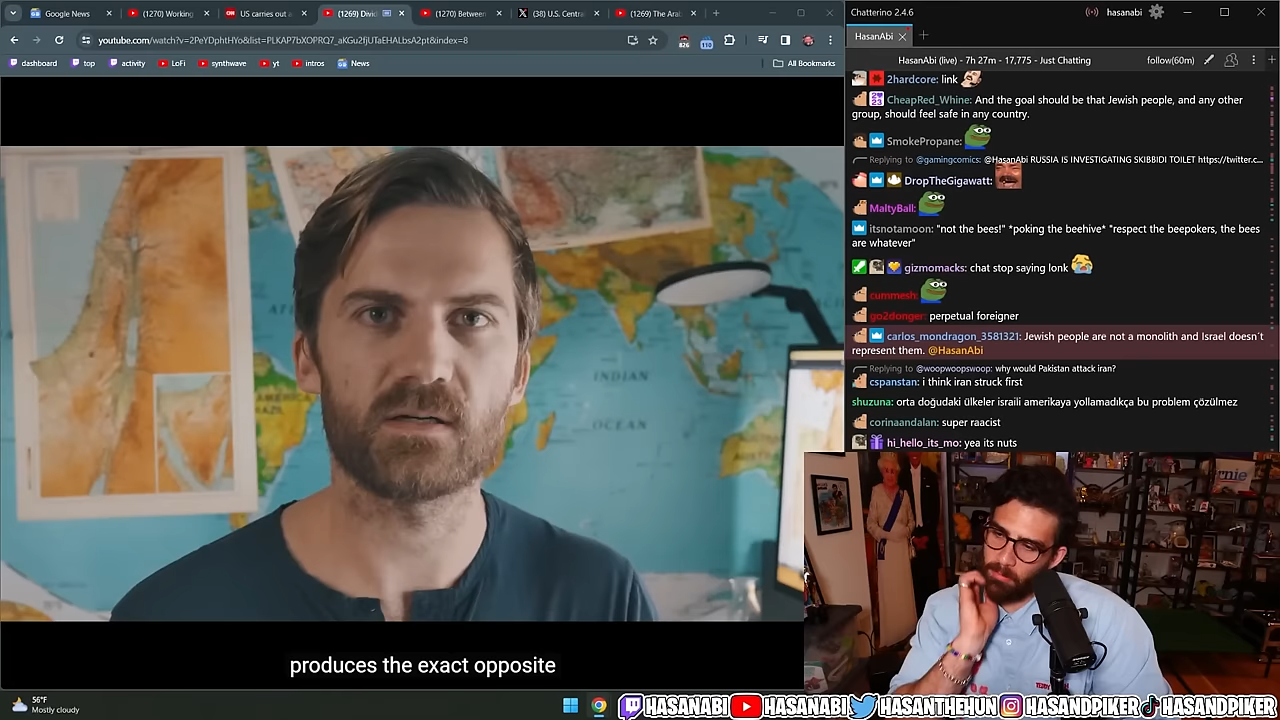 Google News
(1270) Working
US carries out a
(1269) Divid
(1270) Between
(38) U.S. Centra
(1269) The Arab
youtube.com/watch?v=2PeYDphtHYo&list=PLKAP7bXOPRQ7_aKGu2fjUTaEHALbsA2pt&index=8
826
110
dashboard
top
activity
LoFi
synthwave
yt
intros
News
All Bookmarks
INDIAN
OCEAN
produces the exact opposite
Chatterino 2.4.6
hasanabi
HasanAbi
HasanAbi (live) - 7h 27m - 17,775 - Just Chatting
follow(60m)
2hardcore: link
CheapRed_Whine: And the goal should be that Jewish people, and any other
group, should feel safe in any country.
SmokePropane:
Replying to @gamingcomics: @HasanAbi RUSSIA IS INVESTIGATING SKIBBIDI TOILET https://twitter.c...
DropTheGigawatt:
MaltyBall:
itsnotamoon: "not the bees!" *poking the beehive* "respect the beepokers, the bees
are whatever"
gizmomacks: chat stop saying lonk
cummesh:
go2donger: perpetual foreigner
carlos_mondragon_3581321: Jewish people are not a monolith and Israel doesn´t
represent them. @HasanAbi
Replying to @woopwoopswoop: why would Pakistan attack iran?
cspanstan: i think iran struck first
shuzuna: orta doğudaki ülkeler israili amerikaya yollamadıkça bu problem çözülmez
corinaandalan: super raacist
hi_hello_its_mo: yea its nuts
56°F
Mostly cloudy
HASANABI
HASANABI
HASANTHEHUN
HASANDPIKER
HASANDPIKER